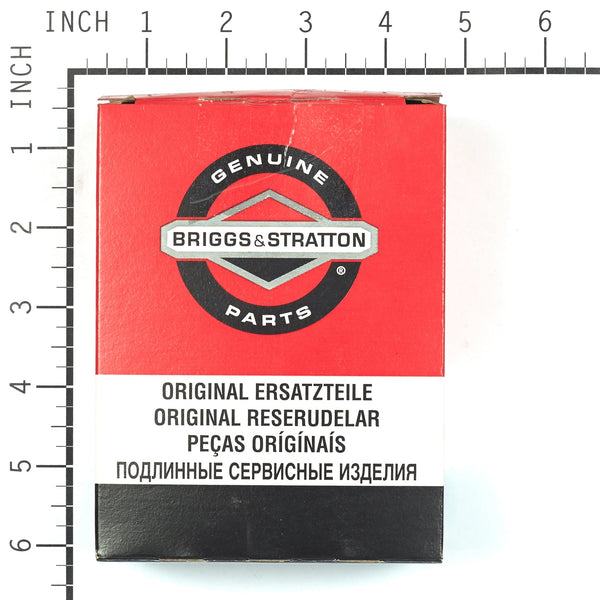 INCH 1 2 3 4 5 6
INCH
1
2
3
4
5
6
GENUINE
BRIGGS & STRATTON
®
PARTS
ORIGINAL ERSATZTEILE
ORIGINAL RESERUDELAR
PEÇAS ORÍGÍNAÍS
ПОДЛИННЫЕ СЕРВИСНЫЕ ИЗДЕЛИЯ